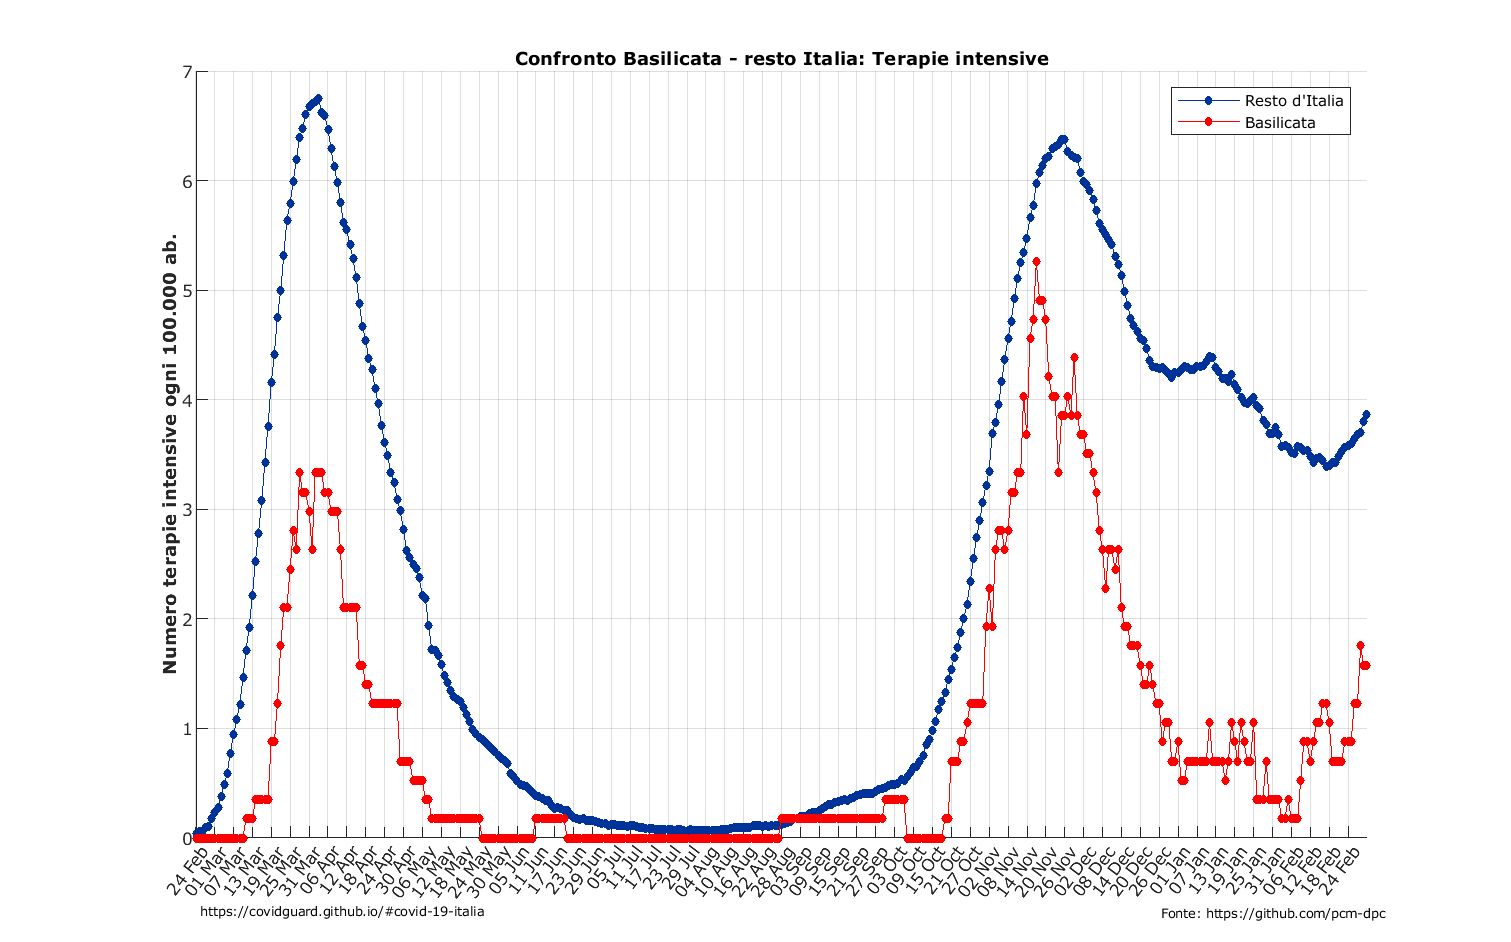 Confronto Basilicata - resto Italia: Terapie intensive
Numero terapie intensive ogni 100.000 ab.
7
6
5
4
3
2
1
0
Resto d'Italia
Basilicata
24 Feb
01 Mar
07 Mar
13 Mar
19 Mar
25 Mar
31 Mar
06 Apr
12 Apr
18 Apr
24 Apr
30 Apr
06 May
12 May
18 May
24 May
30 May
05 Jun
11 Jun
17 Jun
23 Jun
29 Jun
05 Jul
11 Jul
17 Jul
23 Jul
29 Jul
04 Aug
10 Aug
16 Aug
22 Aug
28 Aug
03 Sep
09 Sep
15 Sep
21 Sep
27 Sep
03 Oct
09 Oct
15 Oct
21 Oct
27 Oct
02 Nov
08 Nov
14 Nov
20 Nov
26 Nov
02 Dec
08 Dec
14 Dec
20 Dec
26 Dec
01 Jan
07 Jan
13 Jan
19 Jan
25 Jan
31 Jan
06 Feb
12 Feb
18 Feb
24 Feb
https://covidguard.github.io/#covid-19-italia
Fonte: https://github.com/pcm-dpc